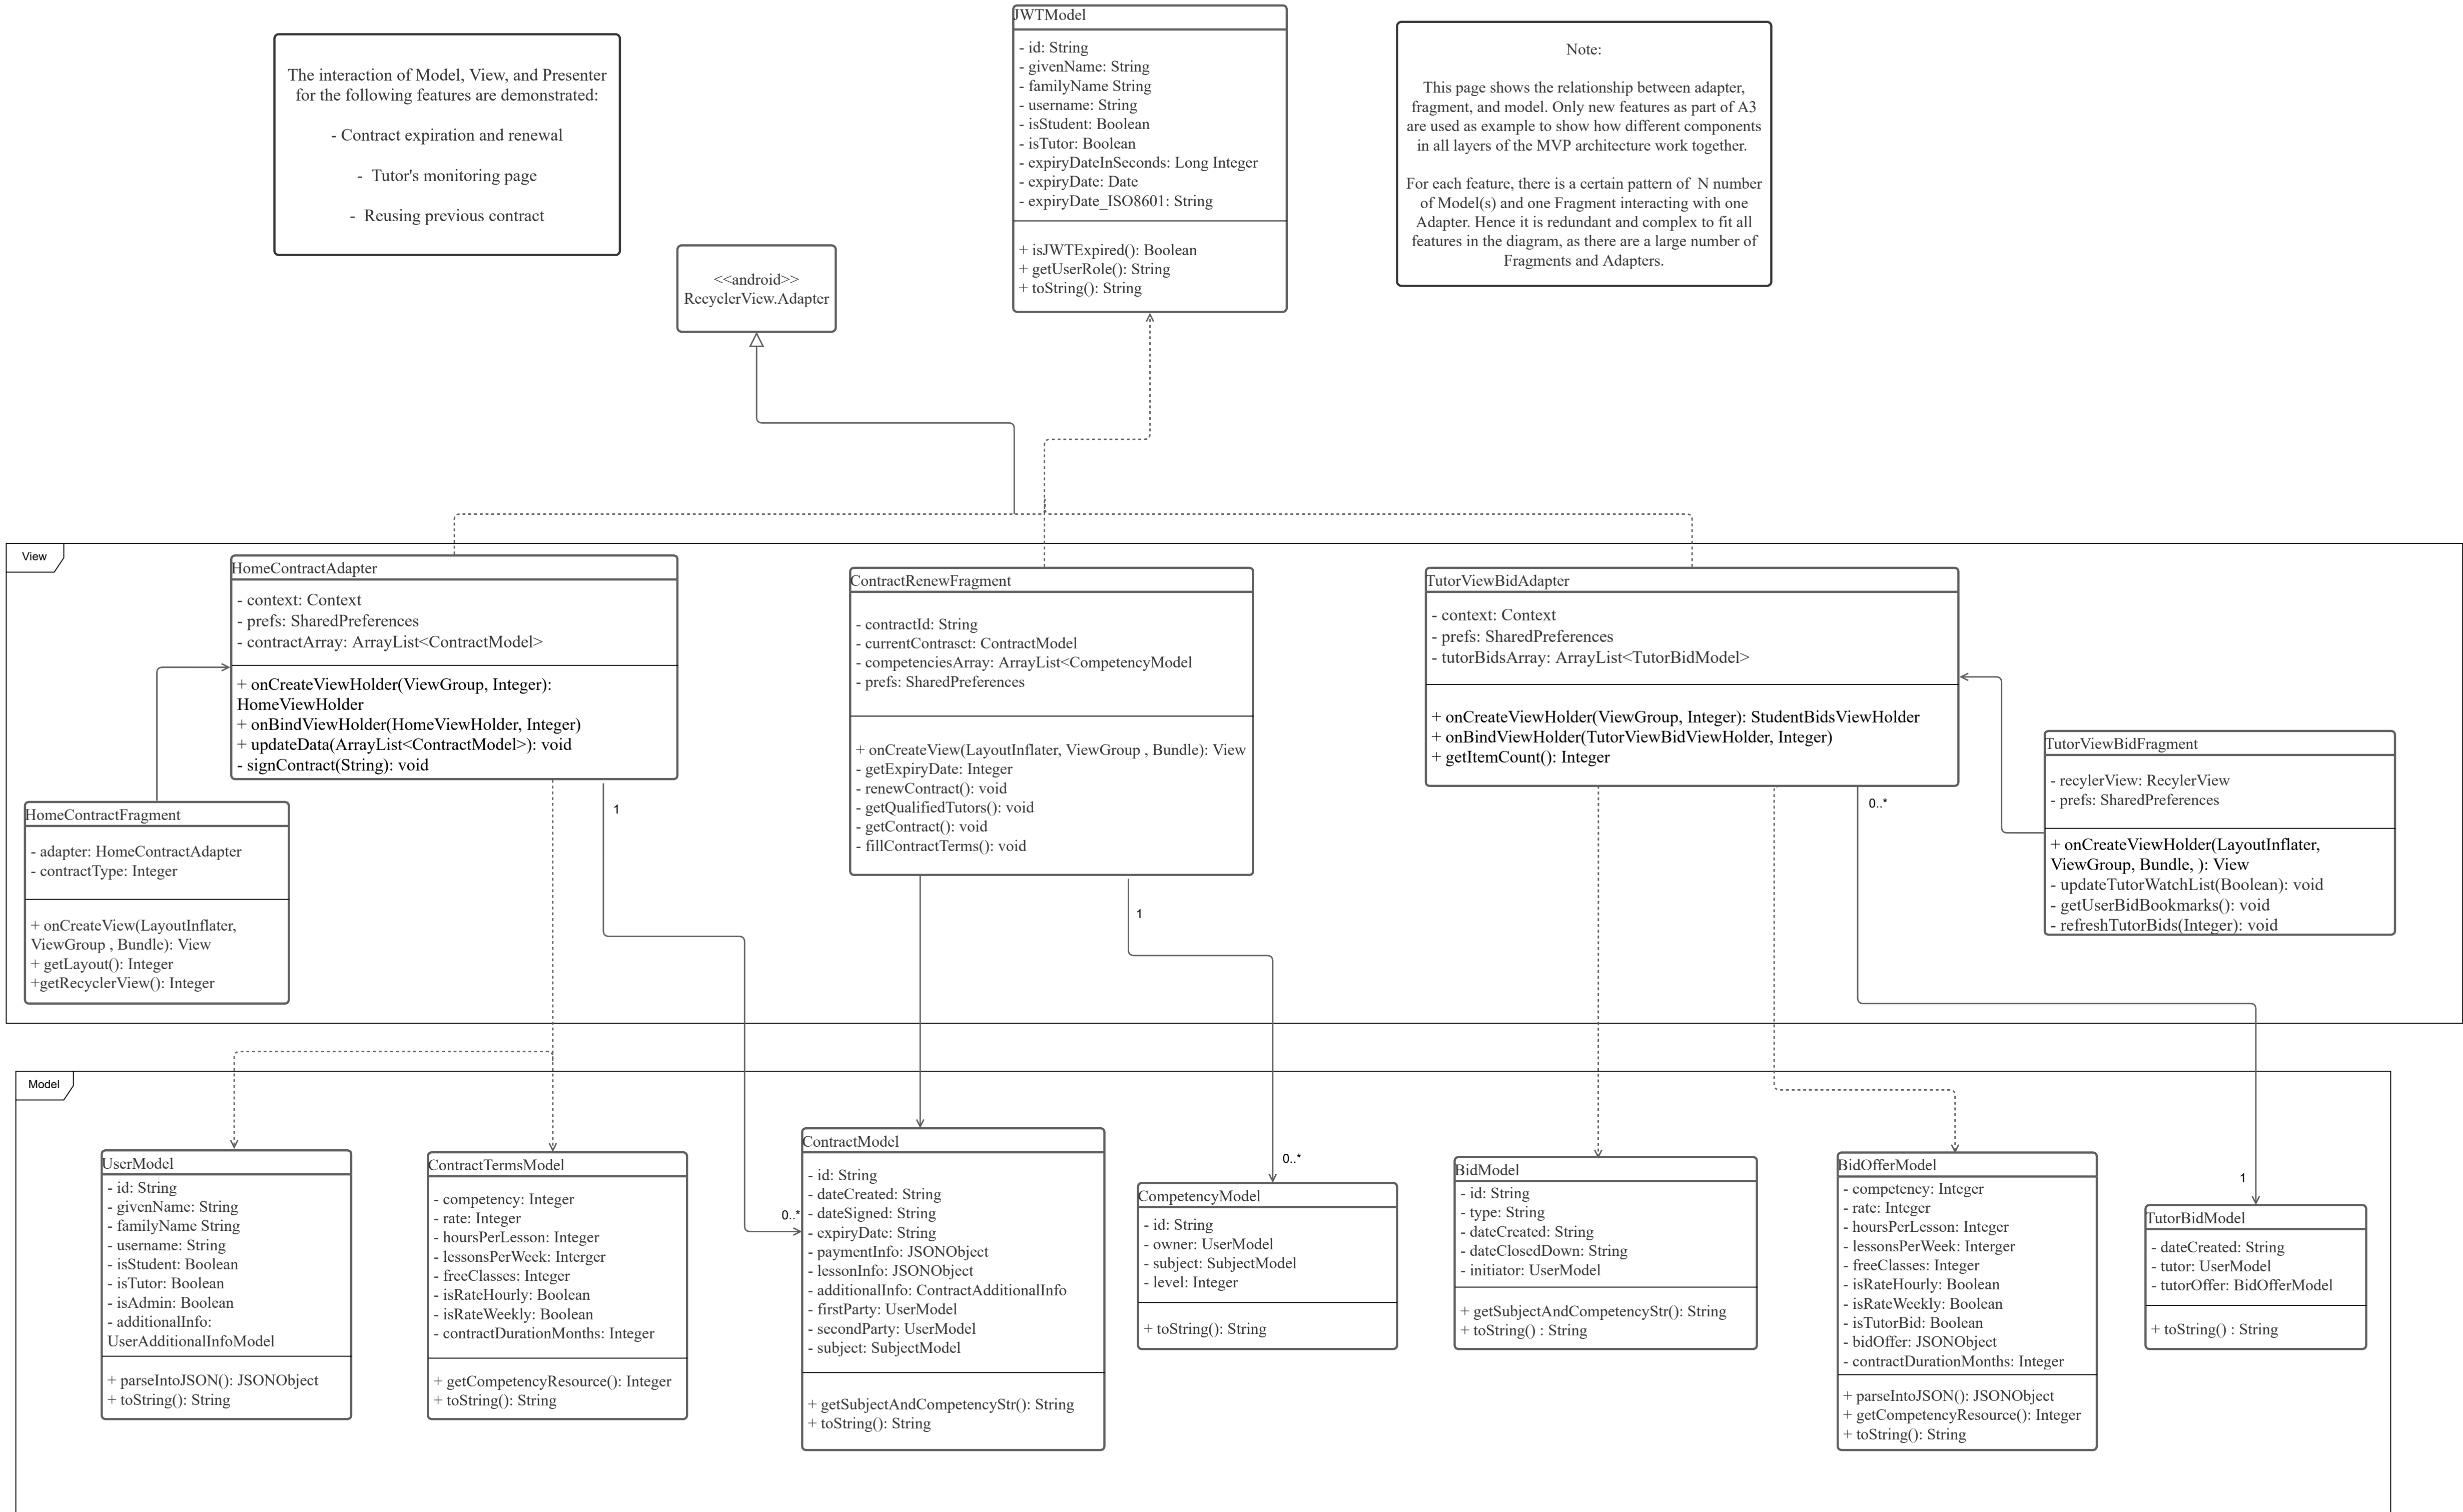 The interaction of Model, View, and Presenter
for the following features are demonstrated:
- Contract expiration and renewal
- Tutor's monitoring page
- Reusing previous contract
<<android>>
RecyclerView.Adapter
JWTModel
- id: String
- givenName: String
- familyName String
- username: String
- isStudent: Boolean
- isTutor: Boolean
- expiryDateInSeconds: Long Integer
- expiryDate: Date
- expiryDate_ISO8601: String
+ isJWTExpired(): Boolean
+ getUserRole(): String
+ toString(): String
Note:
This page shows the relationship between adapter,
fragment, and model. Only new features as part of A3
are used as example to show how different components
in all layers of the MVP architecture work together.
For each feature, there is a certain pattern of N number
of Model(s) and one Fragment interacting with one
Adapter. Hence it is redundant and complex to fit all
features in the diagram, as there are a large number of
Fragments and Adapters.
View
HomeContractAdapter
- context: Context
- prefs: SharedPreferences
- contractArray: ArrayList<ContractModel>
+ onCreateViewHolder(ViewGroup, Integer):
HomeViewHolder
+ onBindViewHolder(HomeViewHolder, Integer)
+ updateData(ArrayList<ContractModel>): void
- signContract(String): void
HomeContractFragment
- adapter: HomeContractAdapter
- contractType: Integer
+ onCreateView(LayoutInflater,
ViewGroup , Bundle): View
+ getLayout(): Integer
+getRecyclerView(): Integer
1
ContractRenewFragment
- contractId: String
- currentContrasct: ContractModel
- competenciesArray: ArrayList<CompetencyModel
- prefs: SharedPreferences
+ onCreateView(LayoutInflater, ViewGroup , Bundle): View
- getExpiryDate: Integer
- renewContract(): void
- getQualifiedTutors(): void
- getContract(): void
- fillContractTerms(): void
1
TutorViewBidAdapter
- context: Context
- prefs: SharedPreferences
- tutorBidsArray: ArrayList<TutorBidModel>
+ onCreateViewHolder(ViewGroup, Integer): StudentBidsViewHolder
+ onBindViewHolder(TutorViewBidViewHolder, Integer)
+ getItemCount(): Integer
0..*
TutorViewBidFragment
- recylerView: RecylerView
- prefs: SharedPreferences
+ onCreateViewHolder(LayoutInflater,
ViewGroup, Bundle, ): View
- updateTutorWatchList(Boolean): void
- getUserBidBookmarks(): void
- refreshTutorBids(Integer): void
Model
UserModel
- id: String
- givenName: String
- familyName String
- username: String
- isStudent: Boolean
- isTutor: Boolean
- isAdmin: Boolean
- additionalInfo:
UserAdditionalInfoModel
+ parseIntoJSON(): JSONObject
+ toString(): String
ContractTermsModel
- competency: Integer
- rate: Integer
- hoursPerLesson: Integer
- lessonsPerWeek: Interger
- freeClasses: Integer
- isRateHourly: Boolean
- isRateWeekly: Boolean
- contractDurationMonths: Integer
+ getCompetencyResource(): Integer
+ toString(): String
0..*
ContractModel
- id: String
- dateCreated: String
- dateSigned: String
- expiryDate: String
- paymentInfo: JSONObject
- lessonInfo: JSONObject
- additionalInfo: ContractAdditionalInfo
- firstParty: UserModel
- secondParty: UserModel
- subject: SubjectModel
+ getSubjectAndCompetencyStr(): String
+ toString(): String
0..*
CompetencyModel
- id: String
- owner: UserModel
- subject: SubjectModel
- level: Integer
+ toString(): String
BidModel
- id: String
- type: String
- dateCreated: String
- dateClosedDown: String
- initiator: UserModel
+ getSubjectAndCompetencyStr(): String
+ toString() : String
BidOfferModel
- competency: Integer
- rate: Integer
- hoursPerLesson: Integer
- lessonsPerWeek: Interger
- freeClasses: Integer
- isRateHourly: Boolean
- isRateWeekly: Boolean
- isTutorBid: Boolean
- bidOffer: JSONObject
- contractDurationMonths: Integer
+ parseIntoJSON(): JSONObject
+ getCompetencyResource(): Integer
+ toString(): String
1
TutorBidModel
- dateCreated: String
- tutor: UserModel
- tutorOffer: BidOfferModel
+ toString() : String